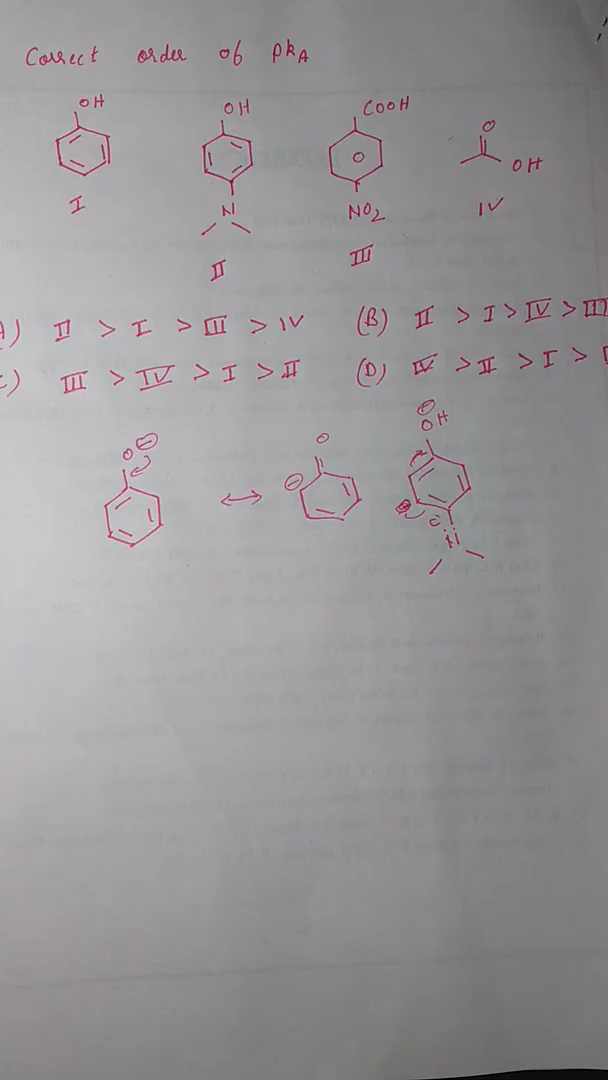 Correct order of pkA
OH OH COOH O
OH
N NO2
I II III IV
A) II > I > III > IV (B) II > I > IV > III
C) III > IV > I > II (D) IV > II > I >
O⊖ O ⊕
OH
⊖
N